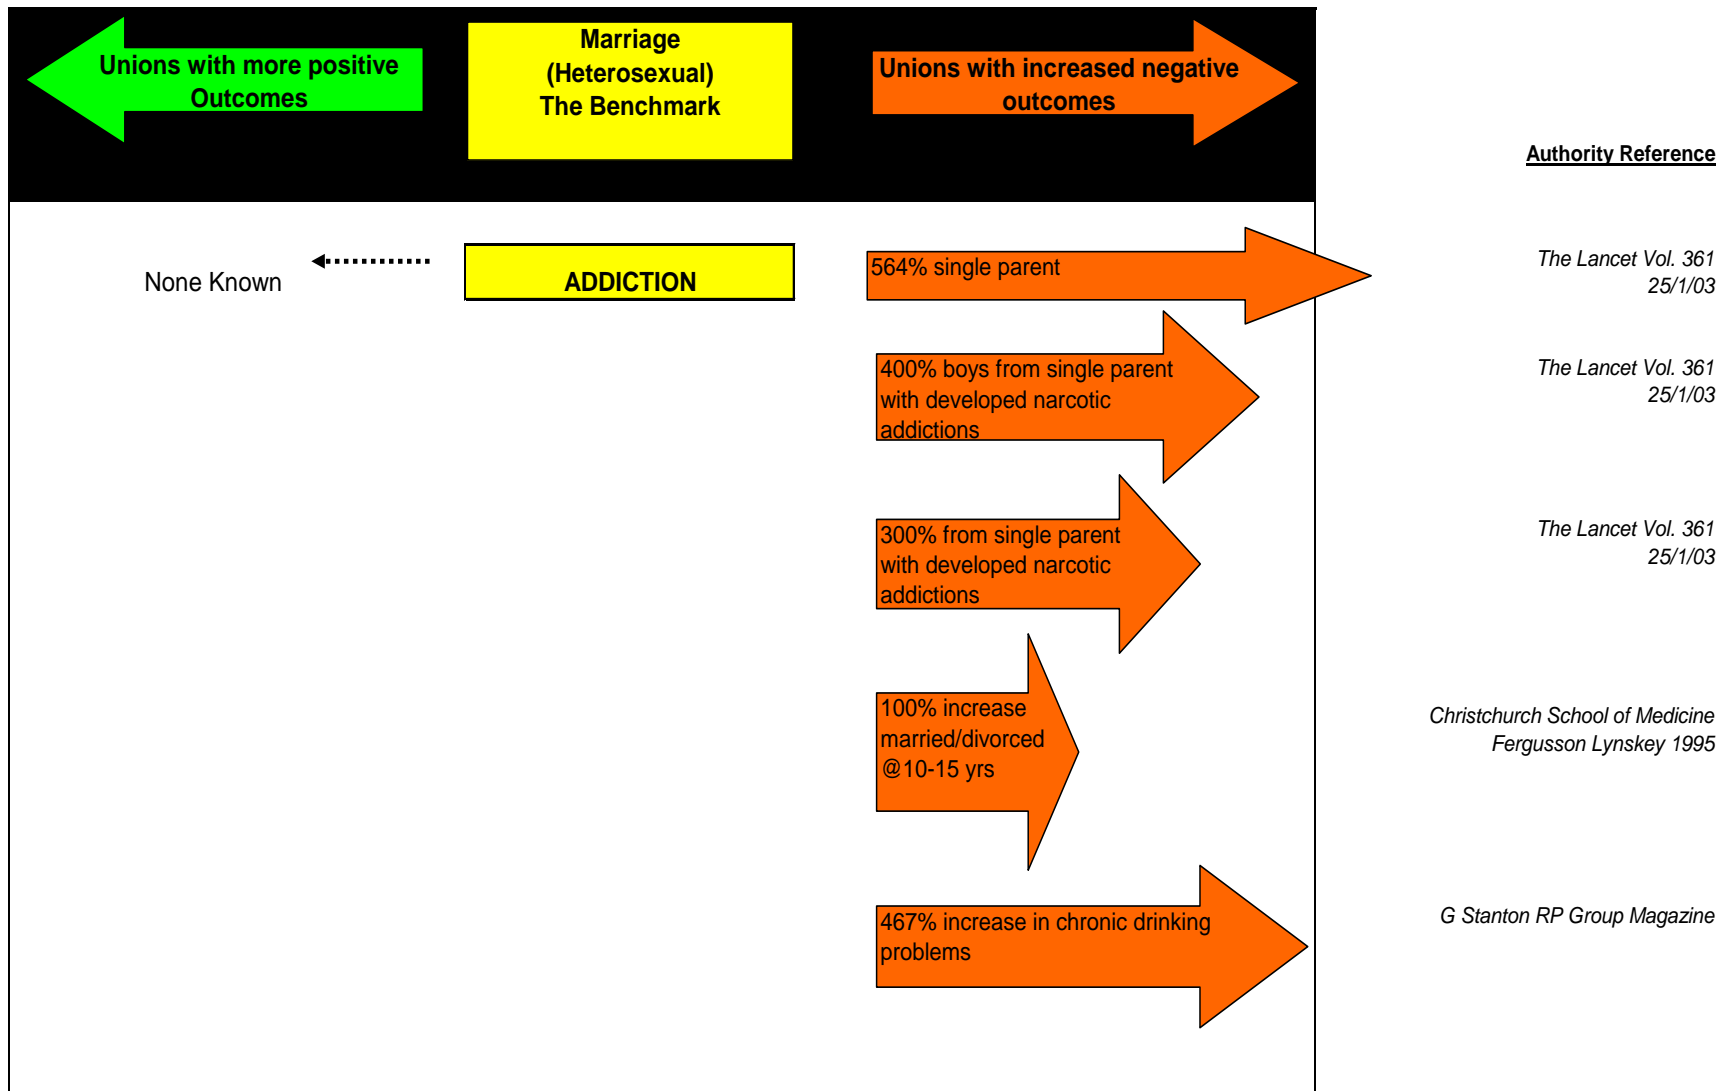 Unions with more positive
Outcomes
Marriage
(Heterosexual)
The Benchmark
Unions with increased negative
outcomes
Authority Reference
None Known
ADDICTION
564% single parent
The Lancet Vol. 361
25/1/03
400% boys from single parent
with developed narcotic
addictions
The Lancet Vol. 361
25/1/03
300% from single parent
with developed narcotic
addictions
The Lancet Vol. 361
25/1/03
100% increase
married/divorced
@10-15 yrs
Christchurch School of Medicine
Fergusson Lynskey 1995
467% increase in chronic drinking
problems
G Stanton RP Group Magazine